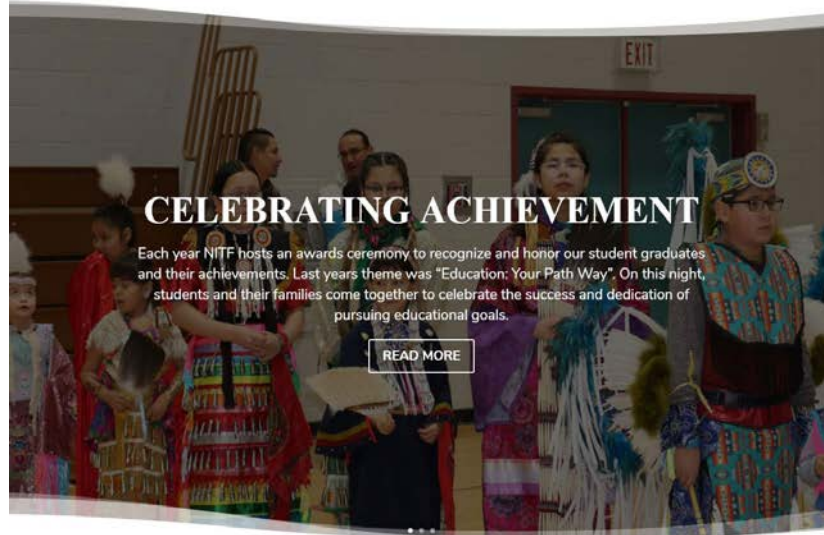 EXIT
CELEBRATING ACHIEVEMENT
Each year NITF hosts an awards ceremony to recognize and honor our student graduates
and their achievements. Last years theme was “Education: Your Path Way”. On this night,
students and their families come together to celebrate the success and dedication of
pursuing educational goals.
READ MORE